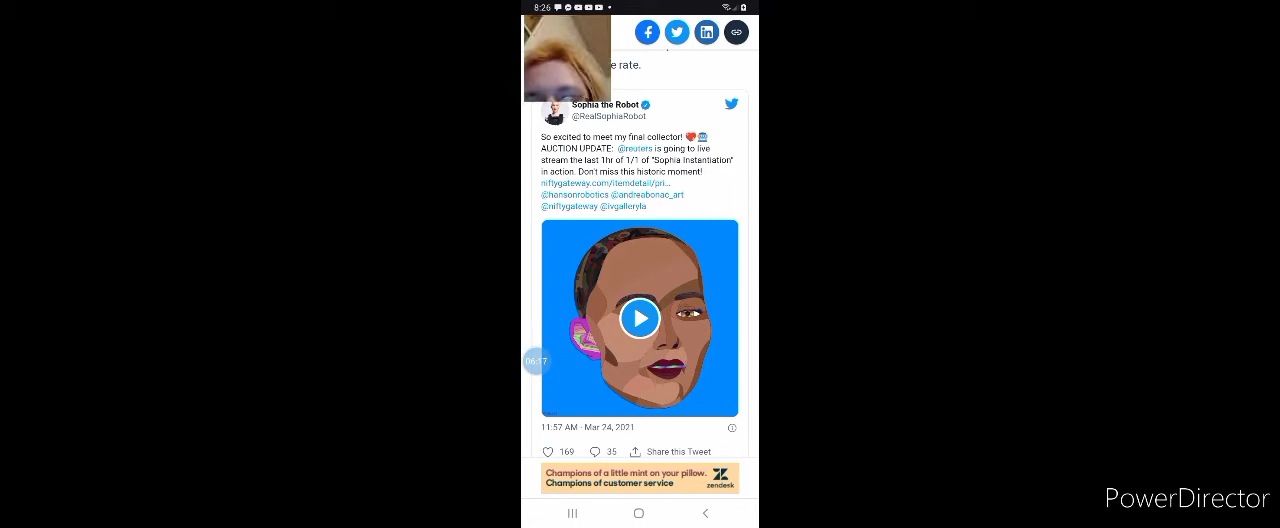 8:26
e rate.
Sophia the Robot
@RealSophiaRobot
So excited to meet my final collector! ❤️🤖
AUCTION UPDATE: @reuters is going to live
stream the last 1hr of 1/1 of "Sophia Instantiation"
in action. Don't miss this historic moment!
niftygateway.com/itemdetail/pri...
@hansonrobotics @andreabonac_art
@niftygateway @ivgalleryla
06:17
11:57 AM · Mar 24, 2021
169 35 Share this Tweet
Champions of a little mint on your pillow.
Champions of customer service
zendesk
PowerDirector